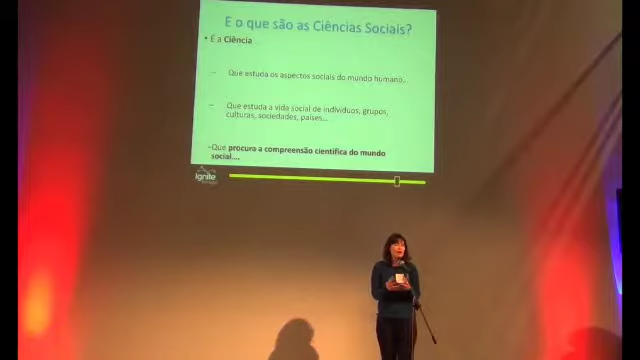 E o que são as Ciências Sociais?
• É a Ciência
– Que estuda os aspectos sociais do mundo humano...
– Que estuda a vida social de indivíduos, grupos,
culturas, sociedades, países...
–Que procura a compreensão científica do mundo
social....
Ignite